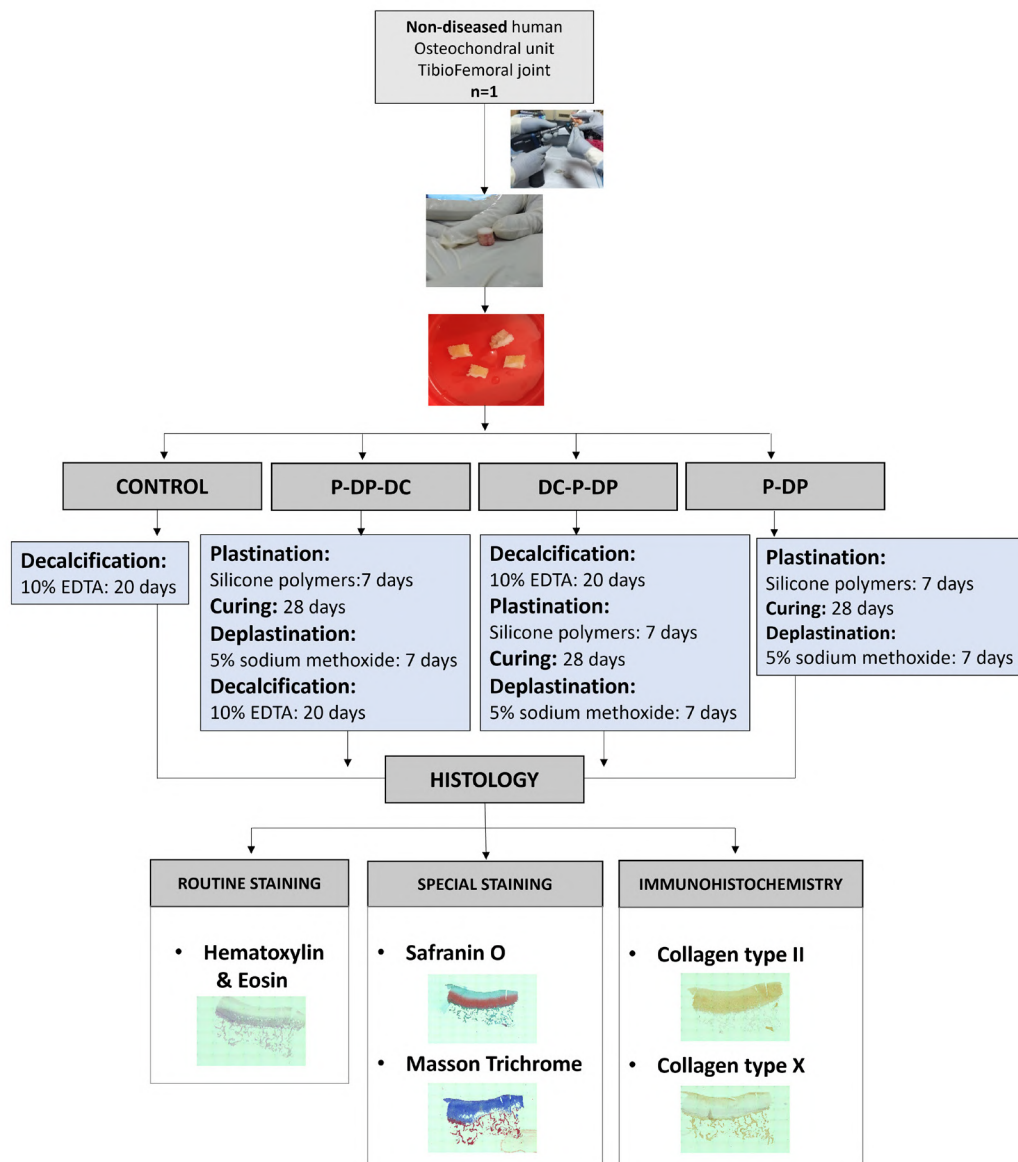 Non-diseased human
Osteochondral unit
TibioFemoral joint
n=1
CONTROL
P-DP-DC
DC-P-DP
P-DP
Decalcification:
10% EDTA: 20 days
Plastination:
Silicone polymers:7 days
Curing: 28 days
Deplastination:
5% sodium methoxide: 7 days
Decalcification:
10% EDTA: 20 days
Decalcification:
10% EDTA: 20 days
Plastination:
Silicone polymers: 7 days
Curing: 28 days
Deplastination:
5% sodium methoxide: 7 days
Plastination:
Silicone polymers: 7 days
Curing: 28 days
Deplastination:
5% sodium methoxide: 7 days
HISTOLOGY
ROUTINE STAINING
• Hematoxylin
& Eosin
SPECIAL STAINING
• Safranin O
• Masson Trichrome
IMMUNOHISTOCHEMISTRY
• Collagen type II
• Collagen type X